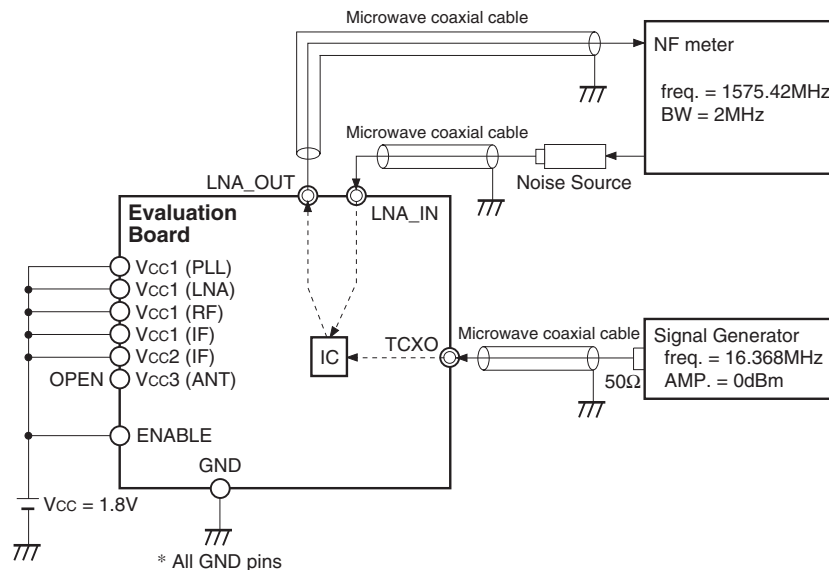 Microwave coaxial cable
NF meter
freq. = 1575.42MHz
BW = 2MHz
Microwave coaxial cable
Noise Source
LNA_OUT
LNA_IN
Evaluation
Board
VCC1 (PLL)
VCC1 (LNA)
VCC1 (RF)
VCC1 (IF)
VCC2 (IF)
OPEN
VCC3 (ANT)
ENABLE
IC
TCXO
Microwave coaxial cable
50Ω
Signal Generator
freq. = 16.368MHz
AMP. = 0dBm
GND
VCC = 1.8V
* All GND pins